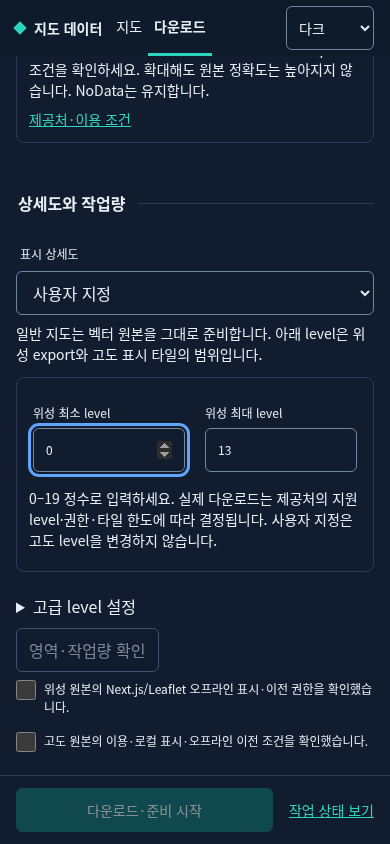 지도 데이터
지도
다운로드
다크
조건을 확인하세요. 확대해도 원본 정확도는 높아지지 않
습니다. NoData는 유지합니다.
제공처·이용 조건
상세도와 작업량
표시 상세도
사용자 지정
일반 지도는 벡터 원본을 그대로 준비합니다. 아래 level은 위
성 export와 고도 표시 타일의 범위입니다.
위성 최소 level
위성 최대 level
0
13
0–19 정수로 입력하세요. 실제 다운로드는 제공처의 지원
level·권한·타일 한도에 따라 결정됩니다. 사용자 지정은
고도 level을 변경하지 않습니다.
고급 level 설정
영역·작업량 확인
위성 원본의 Next.js/Leaflet 오프라인 표시·이전 권한을 확인했습
니다.
고도 원본의 이용·로컬 표시·오프라인 이전 조건을 확인했습니다.
다운로드·준비 시작
작업 상태 보기